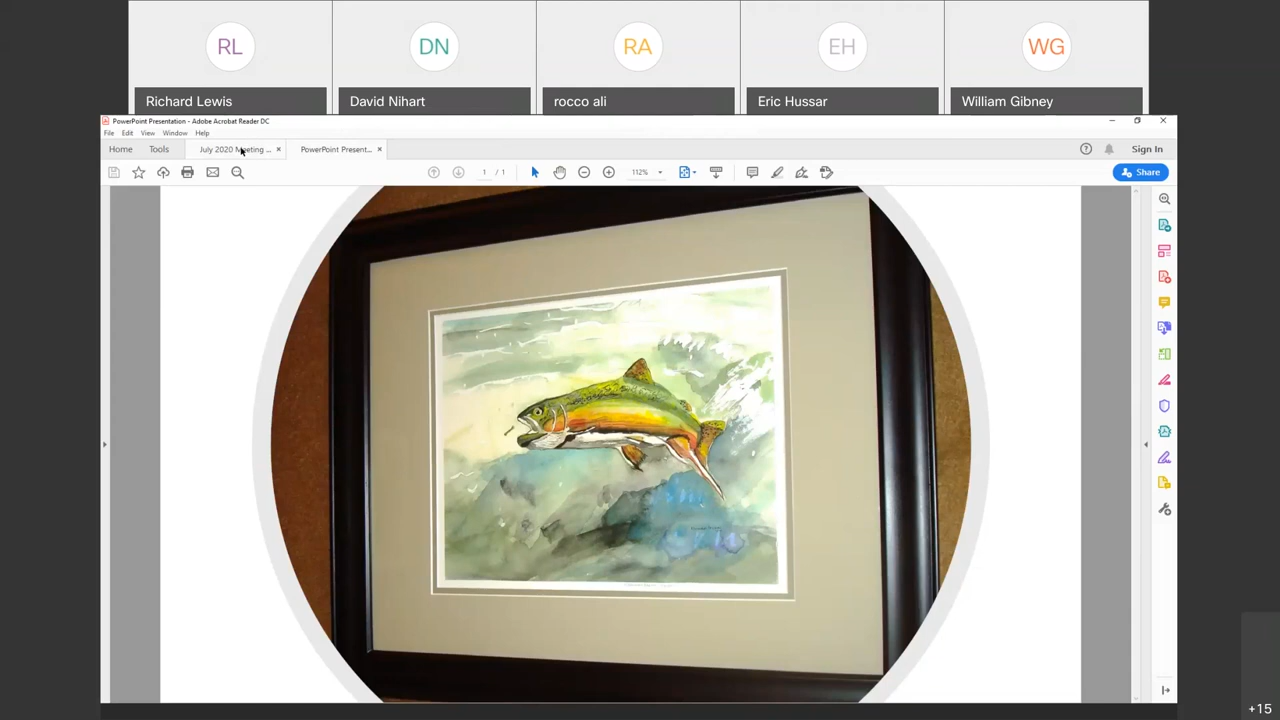 RL
DN
RA
EH
WG
Richard Lewis
David Nihart
rocco ali
Eric Hussar
William Gibney
PowerPoint Presentation - Adobe Acrobat Reader DC
File Edit View Window Help
Home Tools July 2020 Meeting ... PowerPoint Present...
Sign In
1 / 1
112%
Share
+15